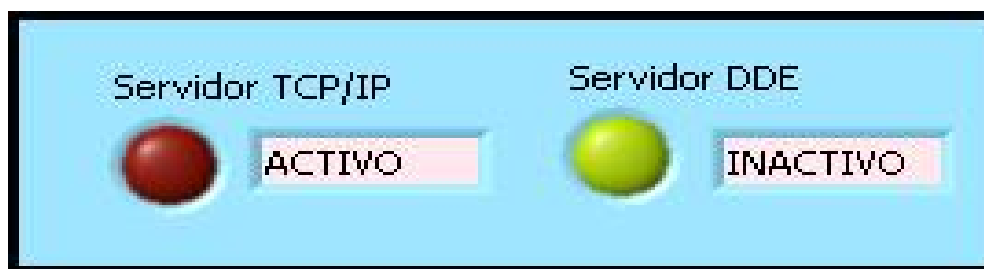 Servidor TCP/IP
ACTIVO
Servidor DDE
INACTIVO